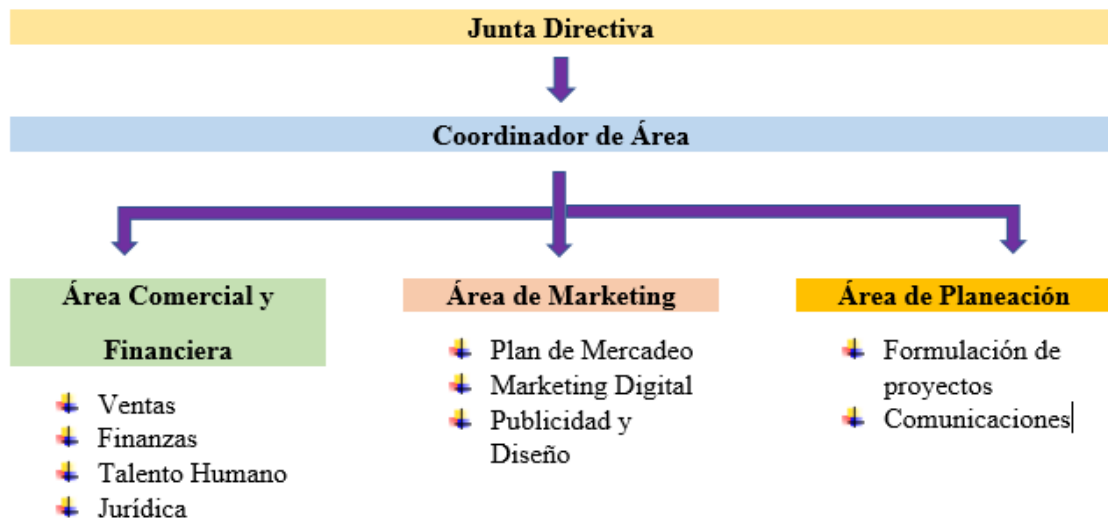 Junta Directiva
Coordinador de Área
Área Comercial y
Financiera
Ventas
Finanzas
Talento Humano
Jurídica
Área de Marketing
Plan de Mercadeo
Marketing Digital
Publicidad y
Diseño
Área de Planeación
Formulación de
proyectos
Comunicaciones